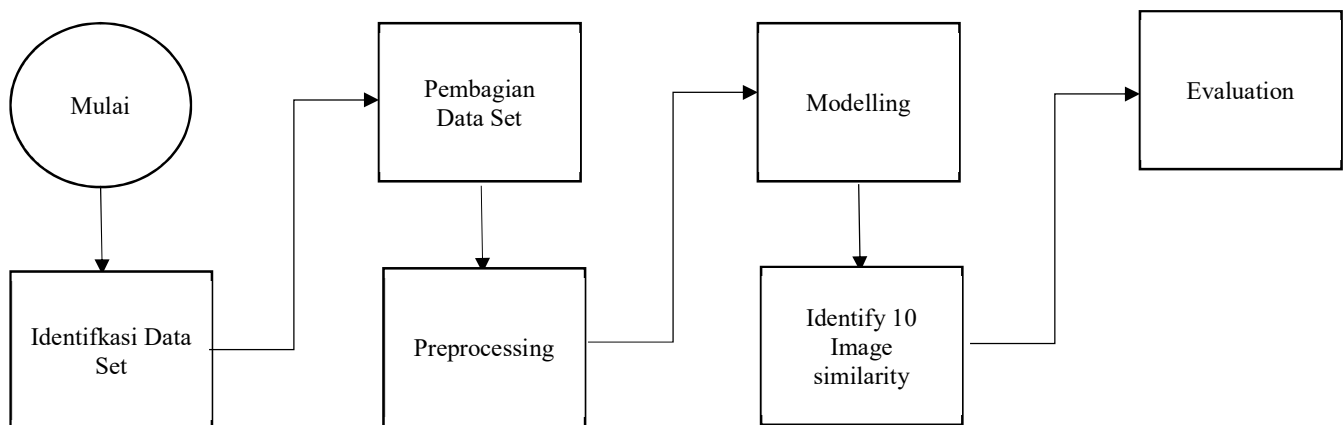 Mulai
Identifkasi Data
Set
Pembagian
Data Set
Preprocessing
Modelling
Identify 10
Image
similarity
Evaluation